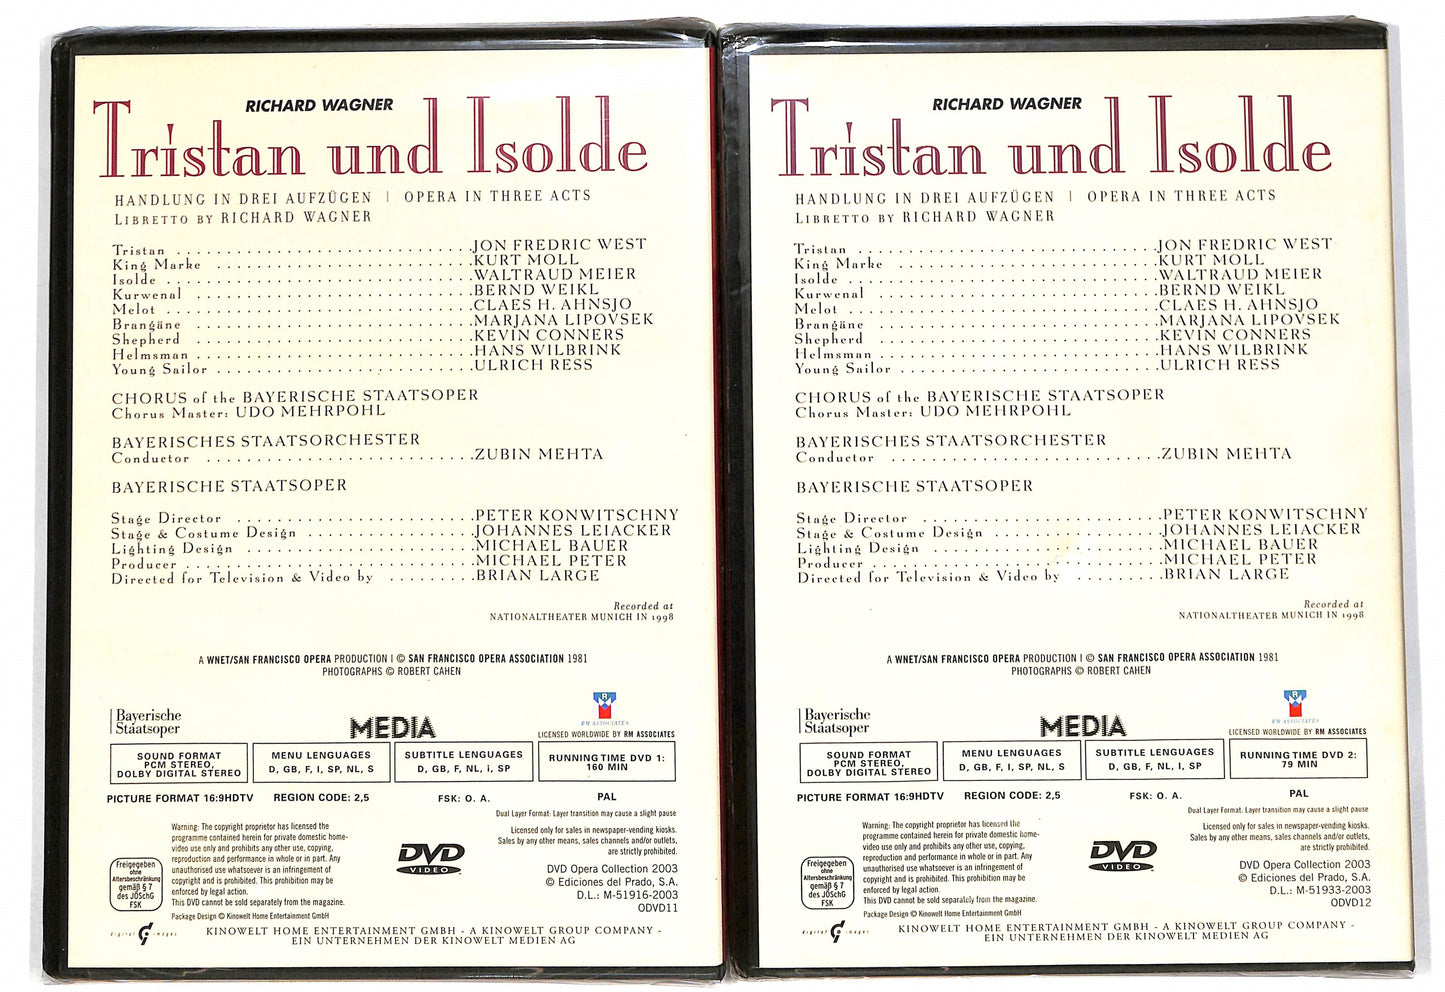 RICHARD WAGNER
Tristan und Isolde
HANDLUNG IN DREI AUFZÜGEN | OPERA IN THREE ACTS
LIBRETTO BY RICHARD WAGNER
Tristan ..............................JON FREDRIC WEST
King Marke ..........................KURT MOLL
Isolde ...............................WALTRAUD MEIER
Kurwenal ............................BERND WEIKL
Melot ................................CLAES H. AHNSJO
Brangäne ............................MARJANA LIPOVSEK
Shepherd ............................KEVIN CONNERS
Helmsman ............................HANS WILBRINK
Young Sailor ..........................ULRICH RESS
CHORUS of the BAYERISCHE STAATSOPER
Chorus Master: UDO MEHRPOHL
BAYERISCHES STAATSORCHESTER
Conductor ...........................ZUBIN MEHTA
BAYERISCHE STAATSOPER
Stage Director ........................PETER KONWITSCHNY
Stage & Costume Design .................JOHANNES LEIACKER
Lighting Design .......................MICHAEL BAUER
Producer .............................MICHAEL PETER
Directed for Television & Video by .........BRIAN LARGE
Recorded at
NATIONALTHEATER MUNICH IN 1998
A WNET/SAN FRANCISCO OPERA PRODUCTION | © SAN FRANCISCO OPERA ASSOCIATION 1981
PHOTOGRAPHS © ROBERT CAHEN
Bayerische
Staatsoper
MEDIA
R M
RM ASSOCIATES
LICENSED WORLDWIDE BY RM ASSOCIATES
SOUND FORMAT
PCM STEREO,
DOLBY DIGITAL STEREO
MENU LENGUAGES
D, GB, F, I, SP, NL, S
SUBTITLE LENGUAGES
D, GB, F, NL, i, SP
RUNNING TIME DVD 1:
160 MIN
PICTURE FORMAT 16:9HDTV REGION CODE: 2,5 FSK: O. A. PAL
Dual Layer Format: Layer transition may cause a slight pause
Warning: The copyright proprietor has licensed the
programme contained herein for private domestic home-
video use only and prohibits any other use, copying,
reproduction and performance in whole or in part. Any
unauthorised use whatsoever is an infringement of
copyright and is prohibited. This prohibition may be
enforced by legal action.
This DVD cannot be sold separately from the magazine.
Package Design © Kinowelt Home Entertainment GmbH
Freigegeben
ohne
Altersbeschränkung
gemäß § 7
des JÖSchG
FSK
DVD
VIDEO
Licensed only for sales in newspaper-vending kiosks.
Sales by any other means, sales channels and/or outlets,
are strictly prohibited.
DVD Opera Collection 2003
© Ediciones del Prado, S.A.
D.L.: M-51916-2003
ODVD11
digital images
KINOWELT HOME ENTERTAINMENT GMBH - A KINOWELT GROUP COMPANY -
EIN UNTERNEHMEN DER KINOWELT MEDIEN AG
RICHARD WAGNER
Tristan und Isolde
HANDLUNG IN DREI AUFZÜGEN | OPERA IN THREE ACTS
LIBRETTO BY RICHARD WAGNER
Tristan ..............................JON FREDRIC WEST
King Marke ..........................KURT MOLL
Isolde ...............................WALTRAUD MEIER
Kurwenal ............................BERND WEIKL
Melot ................................CLAES H. AHNSJO
Brangäne ............................MARJANA LIPOVSEK
Shepherd ............................KEVIN CONNERS
Helmsman ............................HANS WILBRINK
Young Sailor ..........................ULRICH RESS
CHORUS of the BAYERISCHE STAATSOPER
Chorus Master: UDO MEHRPOHL
BAYERISCHES STAATSORCHESTER
Conductor ...........................ZUBIN MEHTA
BAYERISCHE STAATSOPER
Stage Director ........................PETER KONWITSCHNY
Stage & Costume Design .................JOHANNES LEIACKER
Lighting Design .......................MICHAEL BAUER
Producer .............................MICHAEL PETER
Directed for Television & Video by .........BRIAN LARGE
Recorded at
NATIONALTHEATER MUNICH IN 1998
A WNET/SAN FRANCISCO OPERA PRODUCTION | © SAN FRANCISCO OPERA ASSOCIATION 1981
PHOTOGRAPHS © ROBERT CAHEN
Bayerische
Staatsoper
MEDIA
R M
RM ASSOCIATES
LICENSED WORLDWIDE BY RM ASSOCIATES
SOUND FORMAT
PCM STEREO,
DOLBY DIGITAL STEREO
MENU LENGUAGES
D, GB, F, I, SP, NL, S
SUBTITLE LENGUAGES
D, GB, F, NL, I, SP
RUNNING TIME DVD 2:
79 MIN
PICTURE FORMAT 16:9HDTV REGION CODE: 2,5 FSK: O. A. PAL
Dual Layer Format: Layer transition may cause a slight pause
Warning: The copyright proprietor has licensed the
programme contained herein for private domestic home-
video use only and prohibits any other use, copying,
reproduction and performance in whole or in part. Any
unauthorised use whatsoever is an infringement of
copyright and is prohibited. This prohibition may be
enforced by legal action.
This DVD cannot be sold separately from the magazine.
Package Design © Kinowelt Home Entertainment GmbH
Freigegeben
ohne
Altersbeschränkung
gemäß § 7
des JÖSchG
FSK
DVD
VIDEO
Licensed only for sales in newspaper-vending kiosks.
Sales by any other means, sales channels and/or outlets,
are strictly prohibited.
DVD Opera Collection 2003
© Ediciones del Prado, S.A.
D.L.: M-51933-2003
ODVD12
digital images
KINOWELT HOME ENTERTAINMENT GMBH - A KINOWELT GROUP COMPANY -
EIN UNTERNEHMEN DER KINOWELT MEDIEN AG